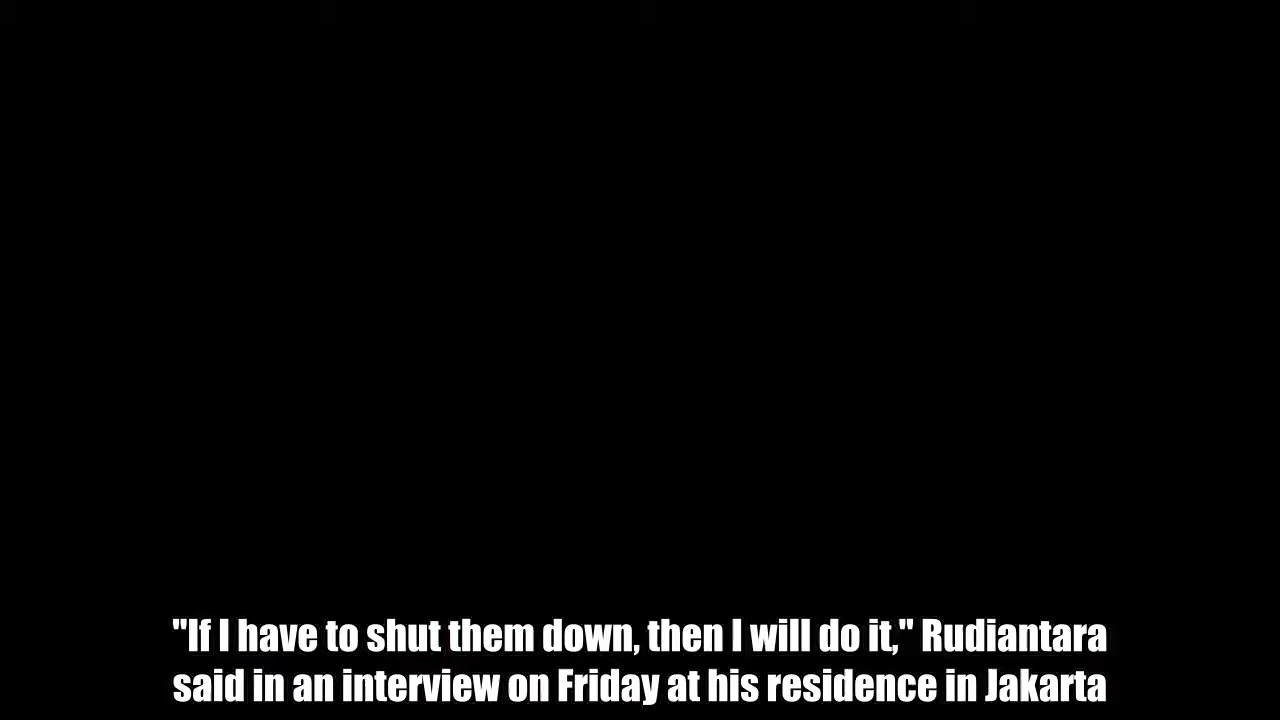 "If I have to shut them down, then I will do it," Rudiantara
said in an interview on Friday at his residence in Jakarta